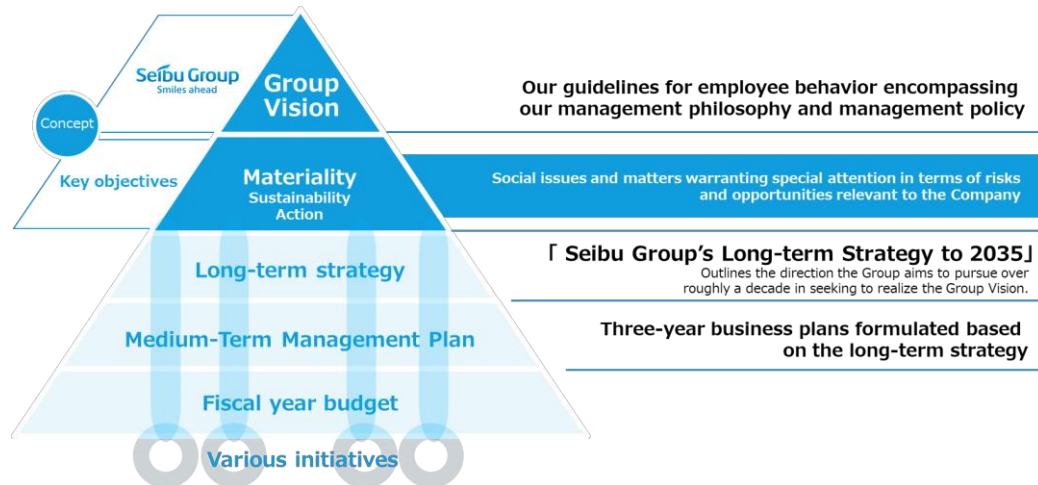 Seibu Group
Smiles ahead
Concept
Key objectives
Group
Vision
Our guidelines for employee behavior encompassing
our management philosophy and management policy
Materiality
Sustainability
Action
Social issues and matters warranting special attention in terms of risks
and opportunities relevant to the Company
Long-term strategy
「 Seibu Group's Long-term Strategy to 2035」
Outlines the direction the Group aims to pursue over
roughly a decade in seeking to realize the Group Vision.
Medium-Term Management Plan
Three-year business plans formulated based
on the long-term strategy
Fiscal year budget
Various initiatives